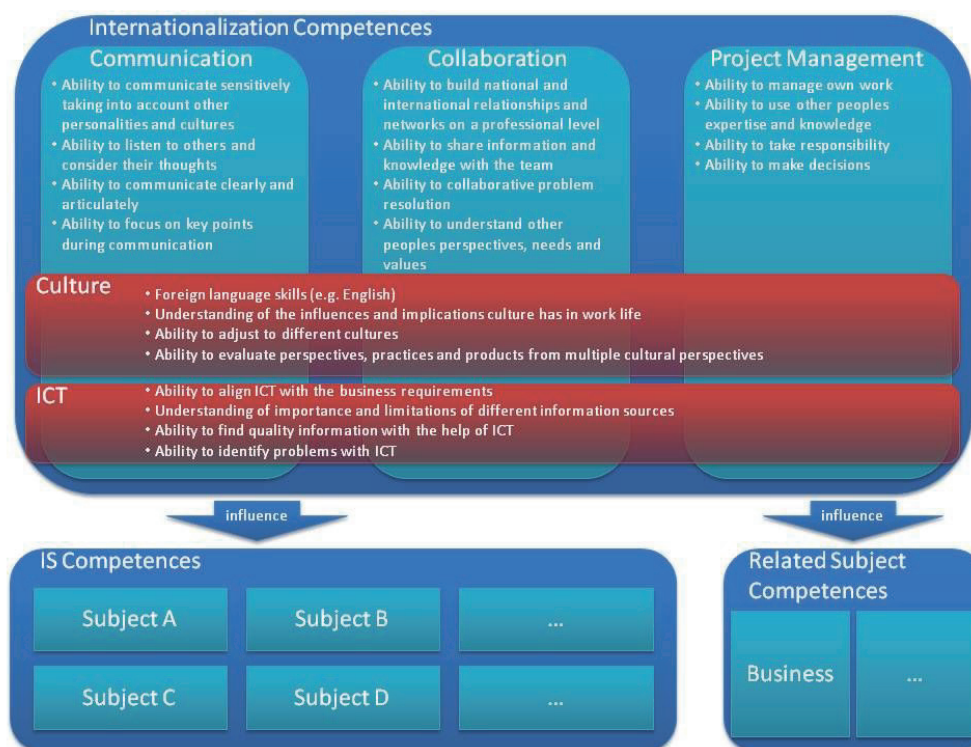 Internationalization Competences
Communication
• Ability to communicate sensitively
taking into account other
personalities and cultures
• Ability to listen to others and
consider their thoughts
• Ability to communicate clearly and
articulately
• Ability to focus on key points
during communication
Collaboration
• Ability to build national and
international relationships and
networks on a professional level
• Ability to share information and
knowledge with the team
• Ability to collaborative problem
resolution
• Ability to understand other
peoples perspectives, needs and
values
Project Management
• Ability to manage own work
• Ability to use other peoples
expertise and knowledge
• Ability to take responsibility
• Ability to make decisions
Culture
• Foreign language skills (e.g. English)
• Understanding of the influences and implications culture has in work life
• Ability to adjust to different cultures
• Ability to evaluate perspectives, practices and products from multiple cultural perspectives
ICT
• Ability to align ICT with the business requirements
• Understanding of importance and limitations of different information sources
• Ability to find quality information with the help of ICT
• Ability to identify problems with ICT
influence
influence
IS Competences
Subject A
Subject B
...
Subject C
Subject D
...
Related Subject
Competences
Business
...